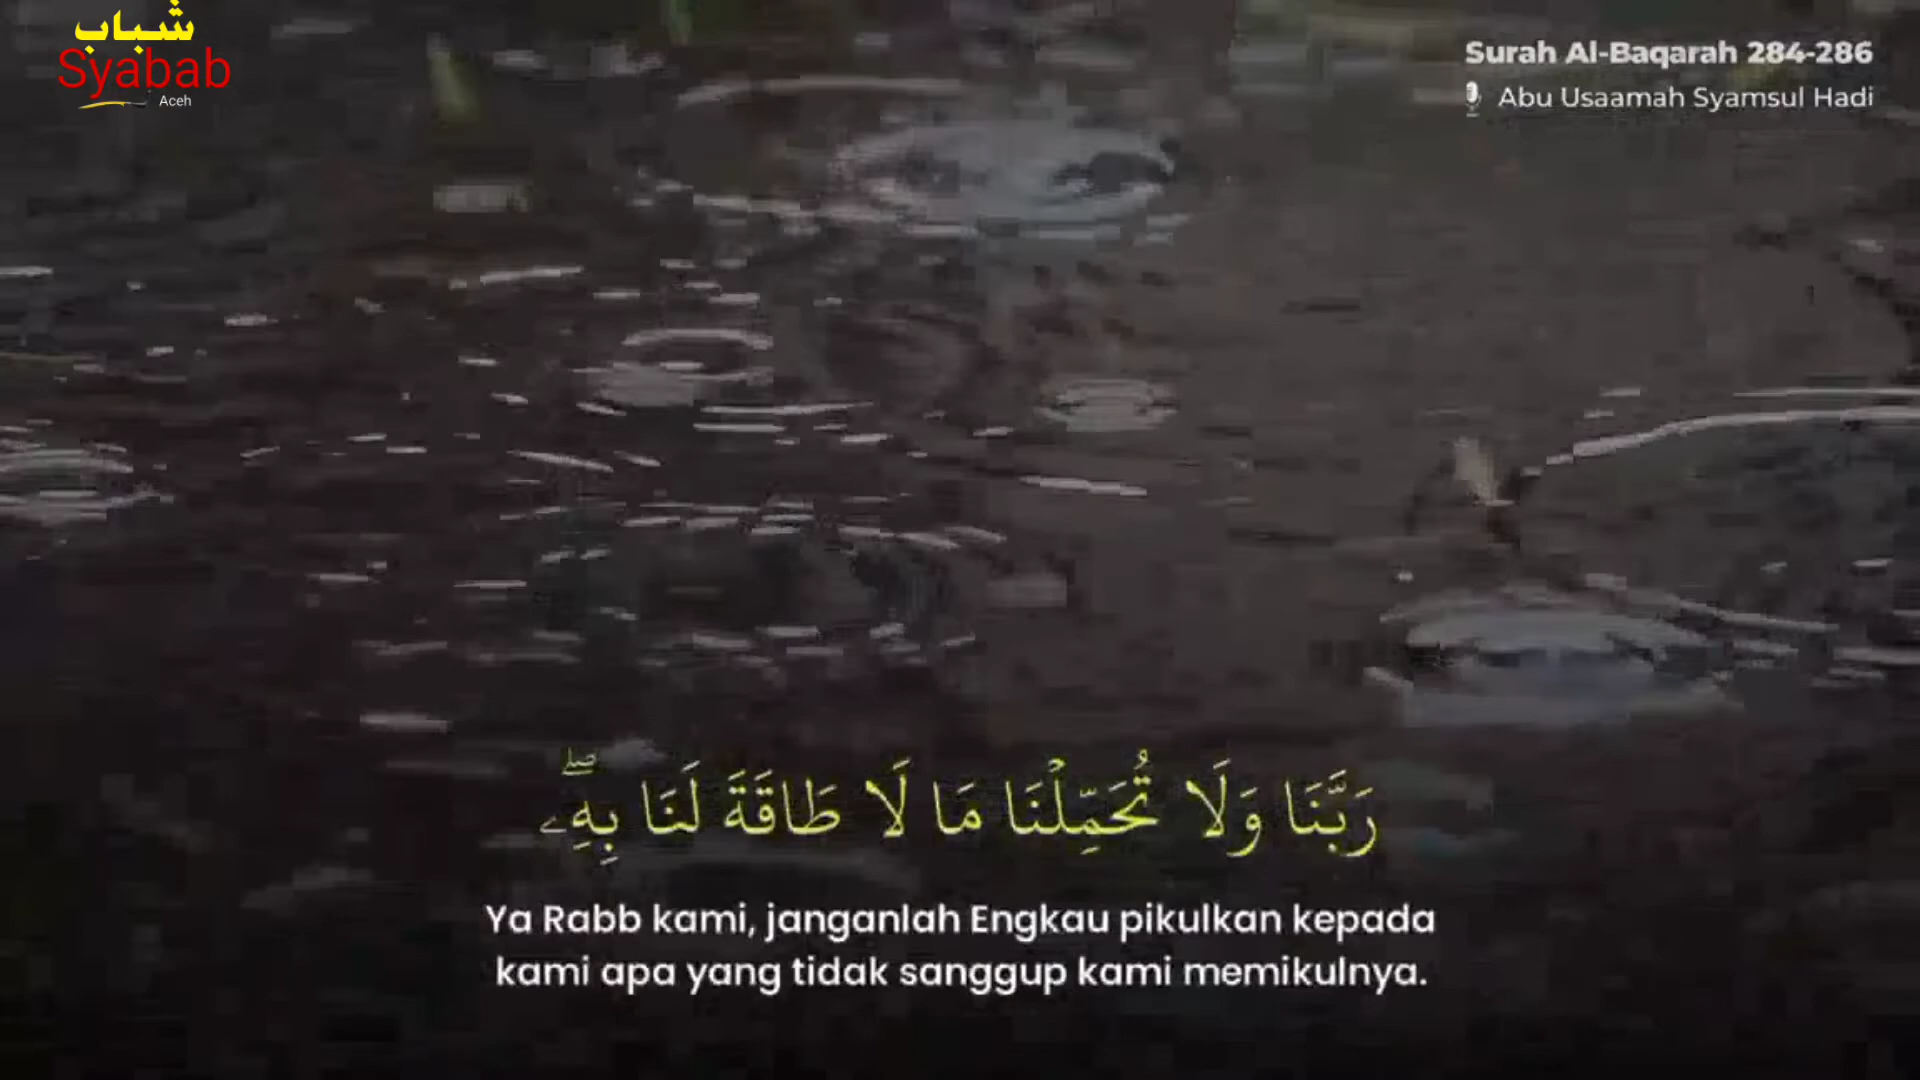 شباب
Syabab
Aceh
Surah Al-Baqarah 284-286
Abu Usaamah Syamsul Hadi
رَبَّنَا وَلَا تُحَمِّلْنَا مَا لَا طَاقَةَ لَنَا بِهِۦۖ
Ya Rabb kami, janganlah Engkau pikulkan kepada
kami apa yang tidak sanggup kami memikulnya.